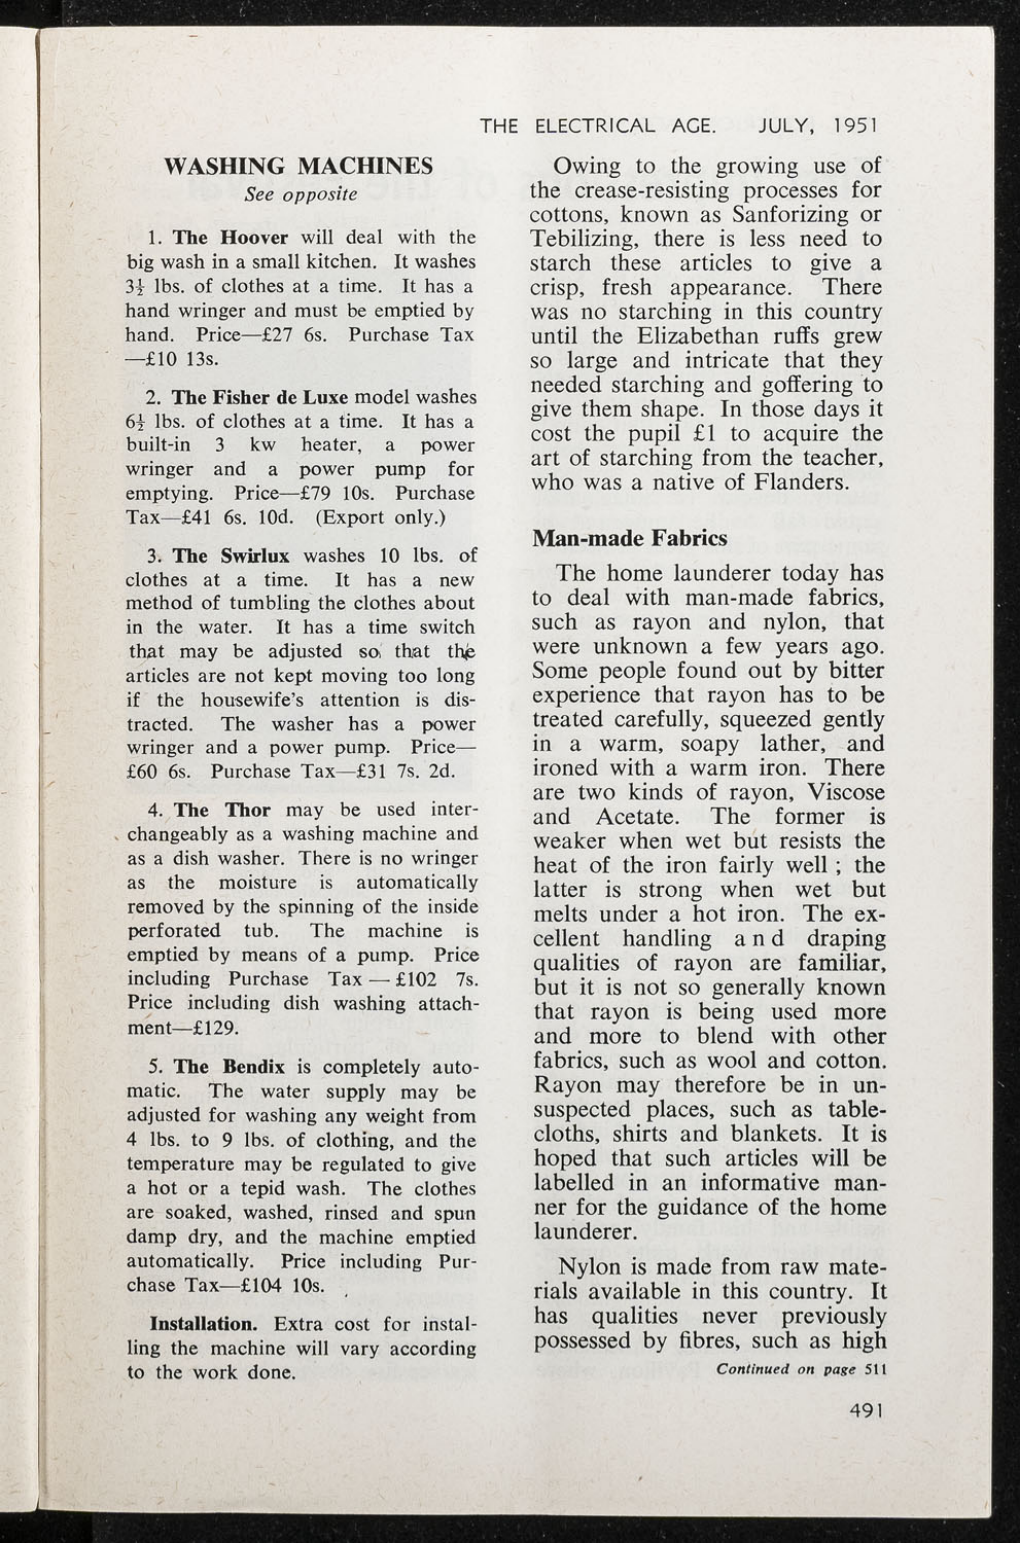 THE ELECTRICAL AGE. JULY, 1951
WASHING MACHINES
See opposite
1. The Hoover will deal with the
big wash in a small kitchen. It washes
3½ lbs. of clothes at a time. It has a
hand wringer and must be emptied by
hand. Price—£27 6s. Purchase Tax
—£10 13s.
2. The Fisher de Luxe model washes
6½ lbs. of clothes at a time. It has a
built-in 3 kw heater, a power
wringer and a power pump for
emptying. Price—£79 10s. Purchase
Tax—£41 6s. 10d. (Export only.)
3. The Swirlux washes 10 lbs. of
clothes at a time. It has a new
method of tumbling the clothes about
in the water. It has a time switch
that may be adjusted so that the
articles are not kept moving too long
if the housewife's attention is dis-
tracted. The washer has a power
wringer and a power pump. Price—
£60 6s. Purchase Tax—£31 7s. 2d.
4. The Thor may be used inter-
changeably as a washing machine and
as a dish washer. There is no wringer
as the moisture is automatically
removed by the spinning of the inside
perforated tub. The machine is
emptied by means of a pump. Price
including Purchase Tax — £102 7s.
Price including dish washing attach-
ment—£129.
5. The Bendix is completely auto-
matic. The water supply may be
adjusted for washing any weight from
4 lbs. to 9 lbs. of clothing, and the
temperature may be regulated to give
a hot or a tepid wash. The clothes
are soaked, washed, rinsed and spun
damp dry, and the machine emptied
automatically. Price including Pur-
chase Tax—£104 10s.
Installation. Extra cost for instal-
ling the machine will vary according
to the work done.
Owing to the growing use of
the crease-resisting processes for
cottons, known as Sanforizing or
Tebilizing, there is less need to
starch these articles to give a
crisp, fresh appearance. There
was no starching in this country
until the Elizabethan ruffs grew
so large and intricate that they
needed starching and goffering to
give them shape. In those days it
cost the pupil £1 to acquire the
art of starching from the teacher,
who was a native of Flanders.
Man-made Fabrics
The home launderer today has
to deal with man-made fabrics,
such as rayon and nylon, that
were unknown a few years ago.
Some people found out by bitter
experience that rayon has to be
treated carefully, squeezed gently
in a warm, soapy lather, and
ironed with a warm iron. There
are two kinds of rayon, Viscose
and Acetate. The former is
weaker when wet but resists the
heat of the iron fairly well ; the
latter is strong when wet but
melts under a hot iron. The ex-
cellent handling and draping
qualities of rayon are familiar,
but it is not so generally known
that rayon is being used more
and more to blend with other
fabrics, such as wool and cotton.
Rayon may therefore be in un-
suspected places, such as table-
cloths, shirts and blankets. It is
hoped that such articles will be
labelled in an informative man-
ner for the guidance of the home
launderer.
Nylon is made from raw mate-
rials available in this country. It
has qualities never previously
possessed by fibres, such as high
Continued on page 511
491